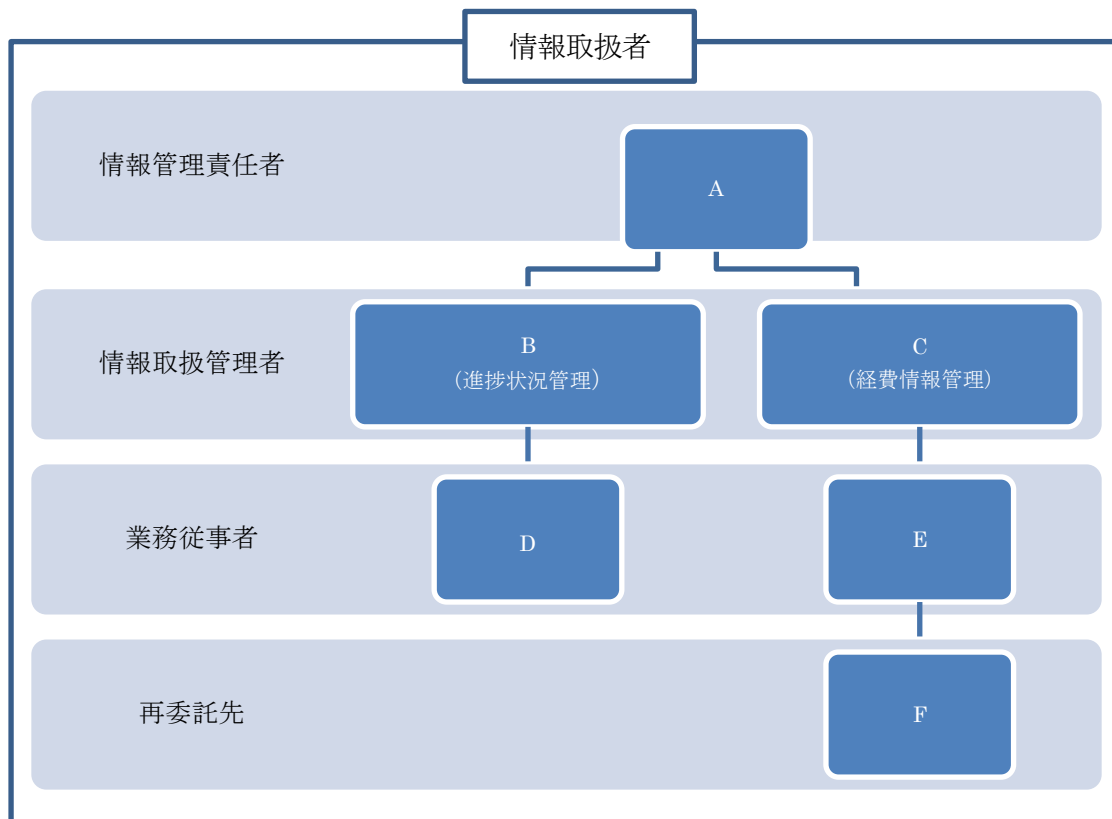 情報取扱者
情報管理責任者
A
情報取扱管理者
B
（進捗状況管理）
C
（経費情報管理）
業務従事者
D
E
再委託先
F